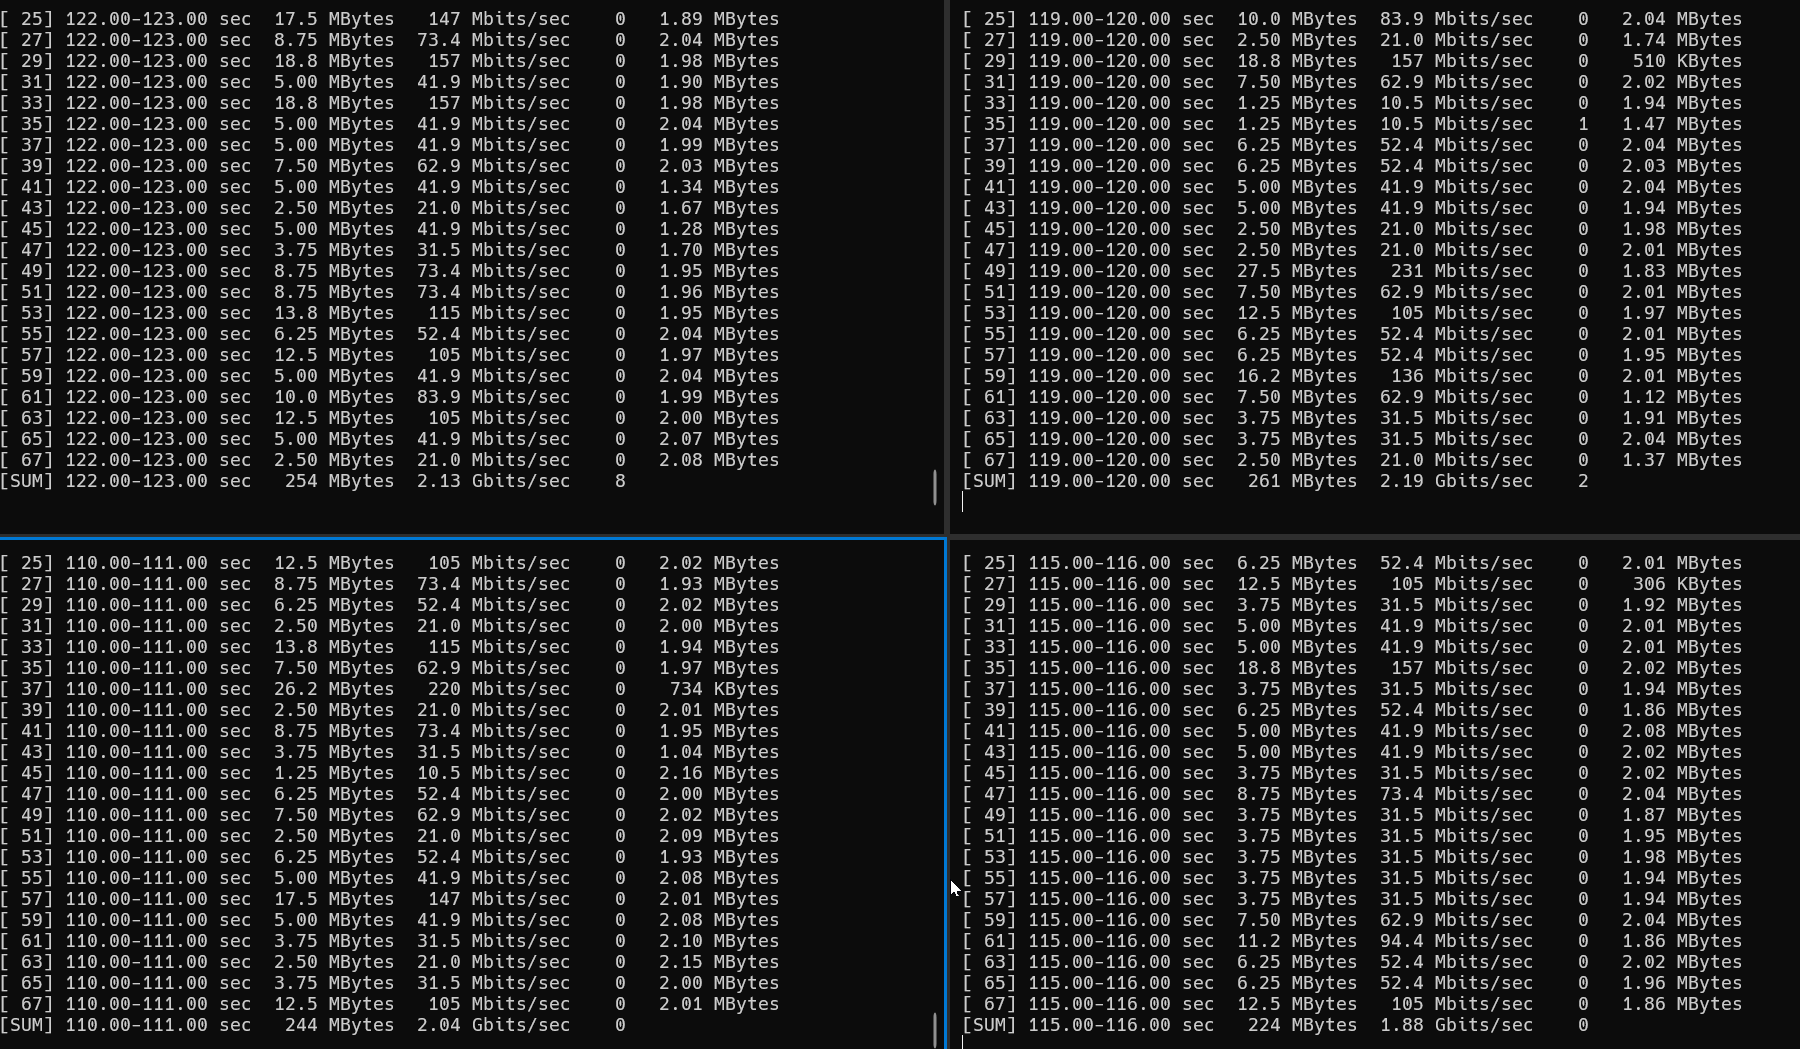 [ 25] 122.00-123.00 sec  17.5 MBytes   147 Mbits/sec    0   1.89 MBytes
[ 27] 122.00-123.00 sec  8.75 MBytes  73.4 Mbits/sec    0   2.04 MBytes
[ 29] 122.00-123.00 sec  18.8 MBytes   157 Mbits/sec    0   1.98 MBytes
[ 31] 122.00-123.00 sec  5.00 MBytes  41.9 Mbits/sec    0   1.90 MBytes
[ 33] 122.00-123.00 sec  18.8 MBytes   157 Mbits/sec    0   1.98 MBytes
[ 35] 122.00-123.00 sec  5.00 MBytes  41.9 Mbits/sec    0   2.04 MBytes
[ 37] 122.00-123.00 sec  5.00 MBytes  41.9 Mbits/sec    0   1.99 MBytes
[ 39] 122.00-123.00 sec  7.50 MBytes  62.9 Mbits/sec    0   2.03 MBytes
[ 41] 122.00-123.00 sec  5.00 MBytes  41.9 Mbits/sec    0   1.34 MBytes
[ 43] 122.00-123.00 sec  2.50 MBytes  21.0 Mbits/sec    0   1.67 MBytes
[ 45] 122.00-123.00 sec  5.00 MBytes  41.9 Mbits/sec    0   1.28 MBytes
[ 47] 122.00-123.00 sec  3.75 MBytes  31.5 Mbits/sec    0   1.70 MBytes
[ 49] 122.00-123.00 sec  8.75 MBytes  73.4 Mbits/sec    0   1.95 MBytes
[ 51] 122.00-123.00 sec  8.75 MBytes  73.4 Mbits/sec    0   1.96 MBytes
[ 53] 122.00-123.00 sec  13.8 MBytes   115 Mbits/sec    0   1.95 MBytes
[ 55] 122.00-123.00 sec  6.25 MBytes  52.4 Mbits/sec    0   2.04 MBytes
[ 57] 122.00-123.00 sec  12.5 MBytes   105 Mbits/sec    0   1.97 MBytes
[ 59] 122.00-123.00 sec  5.00 MBytes  41.9 Mbits/sec    0   2.04 MBytes
[ 61] 122.00-123.00 sec  10.0 MBytes  83.9 Mbits/sec    0   1.99 MBytes
[ 63] 122.00-123.00 sec  12.5 MBytes   105 Mbits/sec    0   2.00 MBytes
[ 65] 122.00-123.00 sec  5.00 MBytes  41.9 Mbits/sec    0   2.07 MBytes
[ 67] 122.00-123.00 sec  2.50 MBytes  21.0 Mbits/sec    0   2.08 MBytes
[SUM] 122.00-123.00 sec   254 MBytes  2.13 Gbits/sec    8
[ 25] 119.00-120.00 sec  10.0 MBytes  83.9 Mbits/sec    0   2.04 MBytes
[ 27] 119.00-120.00 sec  2.50 MBytes  21.0 Mbits/sec    0   1.74 MBytes
[ 29] 119.00-120.00 sec  18.8 MBytes   157 Mbits/sec    0    510 KBytes
[ 31] 119.00-120.00 sec  7.50 MBytes  62.9 Mbits/sec    0   2.02 MBytes
[ 33] 119.00-120.00 sec  1.25 MBytes  10.5 Mbits/sec    0   1.94 MBytes
[ 35] 119.00-120.00 sec  1.25 MBytes  10.5 Mbits/sec    1   1.47 MBytes
[ 37] 119.00-120.00 sec  6.25 MBytes  52.4 Mbits/sec    0   2.04 MBytes
[ 39] 119.00-120.00 sec  6.25 MBytes  52.4 Mbits/sec    0   2.03 MBytes
[ 41] 119.00-120.00 sec  5.00 MBytes  41.9 Mbits/sec    0   2.04 MBytes
[ 43] 119.00-120.00 sec  5.00 MBytes  41.9 Mbits/sec    0   1.94 MBytes
[ 45] 119.00-120.00 sec  2.50 MBytes  21.0 Mbits/sec    0   1.98 MBytes
[ 47] 119.00-120.00 sec  2.50 MBytes  21.0 Mbits/sec    0   2.01 MBytes
[ 49] 119.00-120.00 sec  27.5 MBytes   231 Mbits/sec    0   1.83 MBytes
[ 51] 119.00-120.00 sec  7.50 MBytes  62.9 Mbits/sec    0   2.01 MBytes
[ 53] 119.00-120.00 sec  12.5 MBytes   105 Mbits/sec    0   1.97 MBytes
[ 55] 119.00-120.00 sec  6.25 MBytes  52.4 Mbits/sec    0   2.01 MBytes
[ 57] 119.00-120.00 sec  6.25 MBytes  52.4 Mbits/sec    0   1.95 MBytes
[ 59] 119.00-120.00 sec  16.2 MBytes   136 Mbits/sec    0   2.01 MBytes
[ 61] 119.00-120.00 sec  7.50 MBytes  62.9 Mbits/sec    0   1.12 MBytes
[ 63] 119.00-120.00 sec  3.75 MBytes  31.5 Mbits/sec    0   1.91 MBytes
[ 65] 119.00-120.00 sec  3.75 MBytes  31.5 Mbits/sec    0   2.04 MBytes
[ 67] 119.00-120.00 sec  2.50 MBytes  21.0 Mbits/sec    0   1.37 MBytes
[SUM] 119.00-120.00 sec   261 MBytes  2.19 Gbits/sec    2
[ 25] 110.00-111.00 sec  12.5 MBytes   105 Mbits/sec    0   2.02 MBytes
[ 27] 110.00-111.00 sec  8.75 MBytes  73.4 Mbits/sec    0   1.93 MBytes
[ 29] 110.00-111.00 sec  6.25 MBytes  52.4 Mbits/sec    0   2.02 MBytes
[ 31] 110.00-111.00 sec  2.50 MBytes  21.0 Mbits/sec    0   2.00 MBytes
[ 33] 110.00-111.00 sec  13.8 MBytes   115 Mbits/sec    0   1.94 MBytes
[ 35] 110.00-111.00 sec  7.50 MBytes  62.9 Mbits/sec    0   1.97 MBytes
[ 37] 110.00-111.00 sec  26.2 MBytes   220 Mbits/sec    0    734 KBytes
[ 39] 110.00-111.00 sec  2.50 MBytes  21.0 Mbits/sec    0   2.01 MBytes
[ 41] 110.00-111.00 sec  8.75 MBytes  73.4 Mbits/sec    0   1.95 MBytes
[ 43] 110.00-111.00 sec  3.75 MBytes  31.5 Mbits/sec    0   1.04 MBytes
[ 45] 110.00-111.00 sec  1.25 MBytes  10.5 Mbits/sec    0   2.16 MBytes
[ 47] 110.00-111.00 sec  6.25 MBytes  52.4 Mbits/sec    0   2.00 MBytes
[ 49] 110.00-111.00 sec  7.50 MBytes  62.9 Mbits/sec    0   2.02 MBytes
[ 51] 110.00-111.00 sec  2.50 MBytes  21.0 Mbits/sec    0   2.09 MBytes
[ 53] 110.00-111.00 sec  6.25 MBytes  52.4 Mbits/sec    0   1.93 MBytes
[ 55] 110.00-111.00 sec  5.00 MBytes  41.9 Mbits/sec    0   2.08 MBytes
[ 57] 110.00-111.00 sec  17.5 MBytes   147 Mbits/sec    0   2.01 MBytes
[ 59] 110.00-111.00 sec  5.00 MBytes  41.9 Mbits/sec    0   2.08 MBytes
[ 61] 110.00-111.00 sec  3.75 MBytes  31.5 Mbits/sec    0   2.10 MBytes
[ 63] 110.00-111.00 sec  2.50 MBytes  21.0 Mbits/sec    0   2.15 MBytes
[ 65] 110.00-111.00 sec  3.75 MBytes  31.5 Mbits/sec    0   2.00 MBytes
[ 67] 110.00-111.00 sec  12.5 MBytes   105 Mbits/sec    0   2.01 MBytes
[SUM] 110.00-111.00 sec   244 MBytes  2.04 Gbits/sec    0
[ 25] 115.00-116.00 sec  6.25 MBytes  52.4 Mbits/sec    0   2.01 MBytes
[ 27] 115.00-116.00 sec  12.5 MBytes   105 Mbits/sec    0    306 KBytes
[ 29] 115.00-116.00 sec  3.75 MBytes  31.5 Mbits/sec    0   1.92 MBytes
[ 31] 115.00-116.00 sec  5.00 MBytes  41.9 Mbits/sec    0   2.01 MBytes
[ 33] 115.00-116.00 sec  5.00 MBytes  41.9 Mbits/sec    0   2.01 MBytes
[ 35] 115.00-116.00 sec  18.8 MBytes   157 Mbits/sec    0   2.02 MBytes
[ 37] 115.00-116.00 sec  3.75 MBytes  31.5 Mbits/sec    0   1.94 MBytes
[ 39] 115.00-116.00 sec  6.25 MBytes  52.4 Mbits/sec    0   1.86 MBytes
[ 41] 115.00-116.00 sec  5.00 MBytes  41.9 Mbits/sec    0   2.08 MBytes
[ 43] 115.00-116.00 sec  5.00 MBytes  41.9 Mbits/sec    0   2.02 MBytes
[ 45] 115.00-116.00 sec  3.75 MBytes  31.5 Mbits/sec    0   2.02 MBytes
[ 47] 115.00-116.00 sec  8.75 MBytes  73.4 Mbits/sec    0   2.04 MBytes
[ 49] 115.00-116.00 sec  3.75 MBytes  31.5 Mbits/sec    0   1.87 MBytes
[ 51] 115.00-116.00 sec  3.75 MBytes  31.5 Mbits/sec    0   1.95 MBytes
[ 53] 115.00-116.00 sec  3.75 MBytes  31.5 Mbits/sec    0   1.98 MBytes
[ 55] 115.00-116.00 sec  3.75 MBytes  31.5 Mbits/sec    0   1.94 MBytes
[ 57] 115.00-116.00 sec  3.75 MBytes  31.5 Mbits/sec    0   1.94 MBytes
[ 59] 115.00-116.00 sec  7.50 MBytes  62.9 Mbits/sec    0   2.04 MBytes
[ 61] 115.00-116.00 sec  11.2 MBytes  94.4 Mbits/sec    0   1.86 MBytes
[ 63] 115.00-116.00 sec  6.25 MBytes  52.4 Mbits/sec    0   2.02 MBytes
[ 65] 115.00-116.00 sec  6.25 MBytes  52.4 Mbits/sec    0   1.96 MBytes
[ 67] 115.00-116.00 sec  12.5 MBytes   105 Mbits/sec    0   1.86 MBytes
[SUM] 115.00-116.00 sec   224 MBytes  1.88 Gbits/sec    0